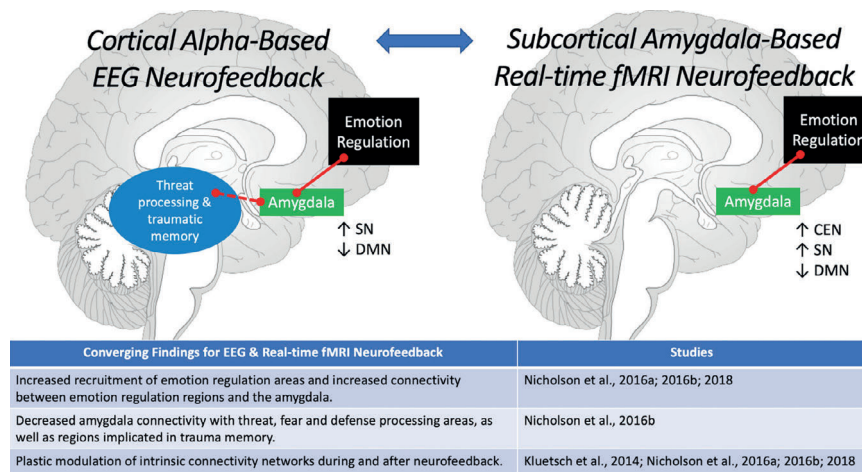 Cortical Alpha-Based
EEG Neurofeedback
Subcortical Amygdala-Based
Real-time fMRI Neurofeedback
Emotion
Regulation
Threat
processing &
traumatic
memory
Amygdala
↑ SN
↓ DMN
Emotion
Regulation
Amygdala
↑ CEN
↑ SN
↓ DMN
Converging Findings for EEG & Real-time fMRI Neurofeedback
Studies
Increased recruitment of emotion regulation areas and increased connectivity
between emotion regulation regions and the amygdala.
Nicholson et al., 2016a; 2016b; 2018
Decreased amygdala connectivity with threat, fear and defense processing areas, as
well as regions implicated in trauma memory.
Nicholson et al., 2016b
Plastic modulation of intrinsic connectivity networks during and after neurofeedback.
Kluetsch et al., 2014; Nicholson et al., 2016a; 2016b; 2018